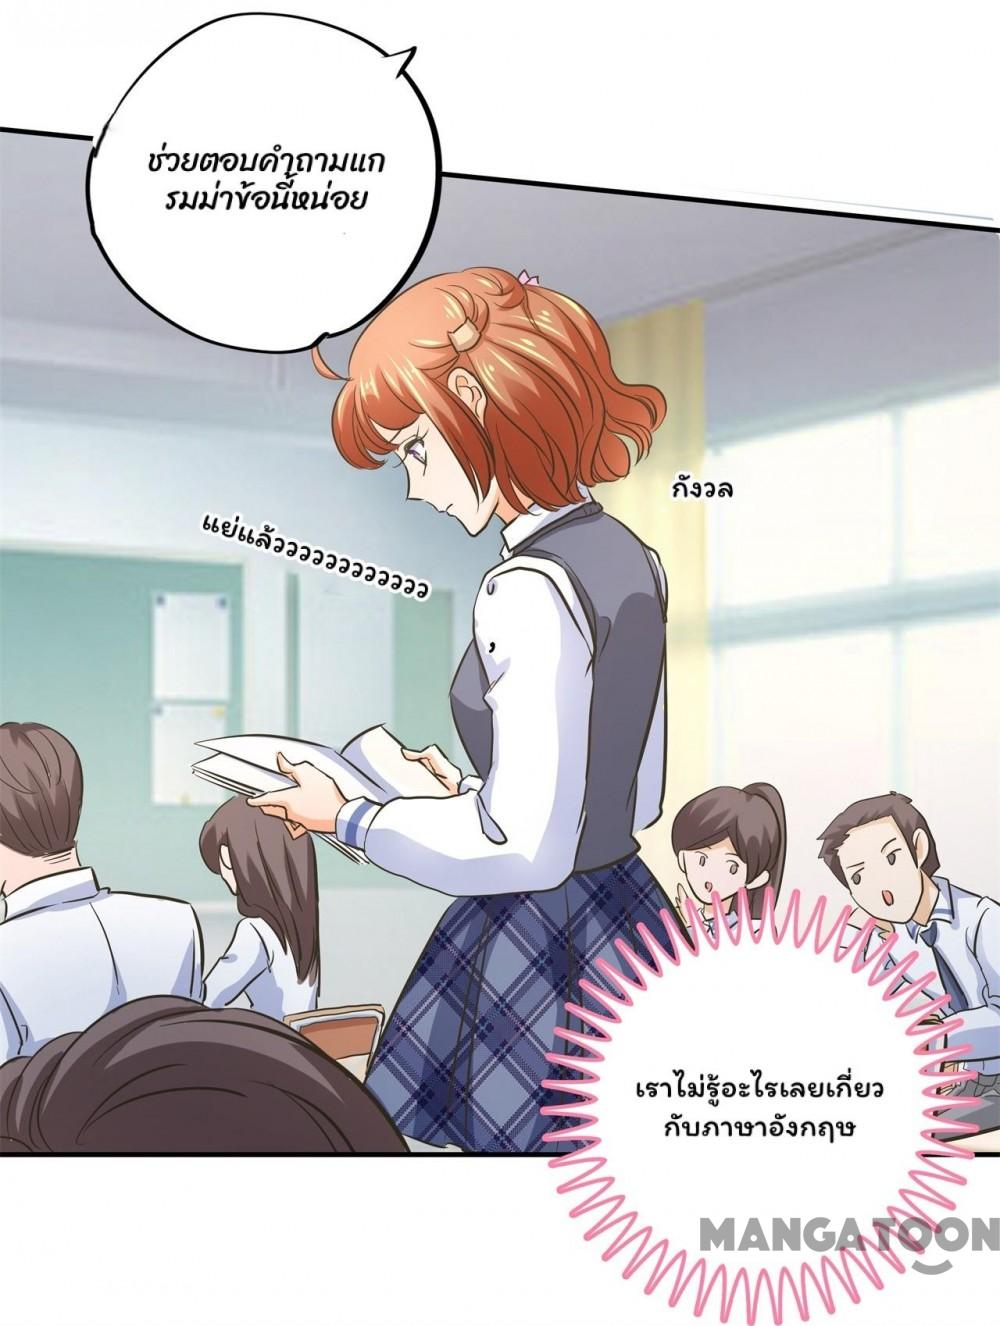 ช่วยตอบคำถามแก
รมม่าข้อนี้หน่อย
กังวล
แย่แล้วววววววววววว
เราไม่รู้อะไรเลยเกี่ยว
กับภาษาอังกฤษ
MANGATOON